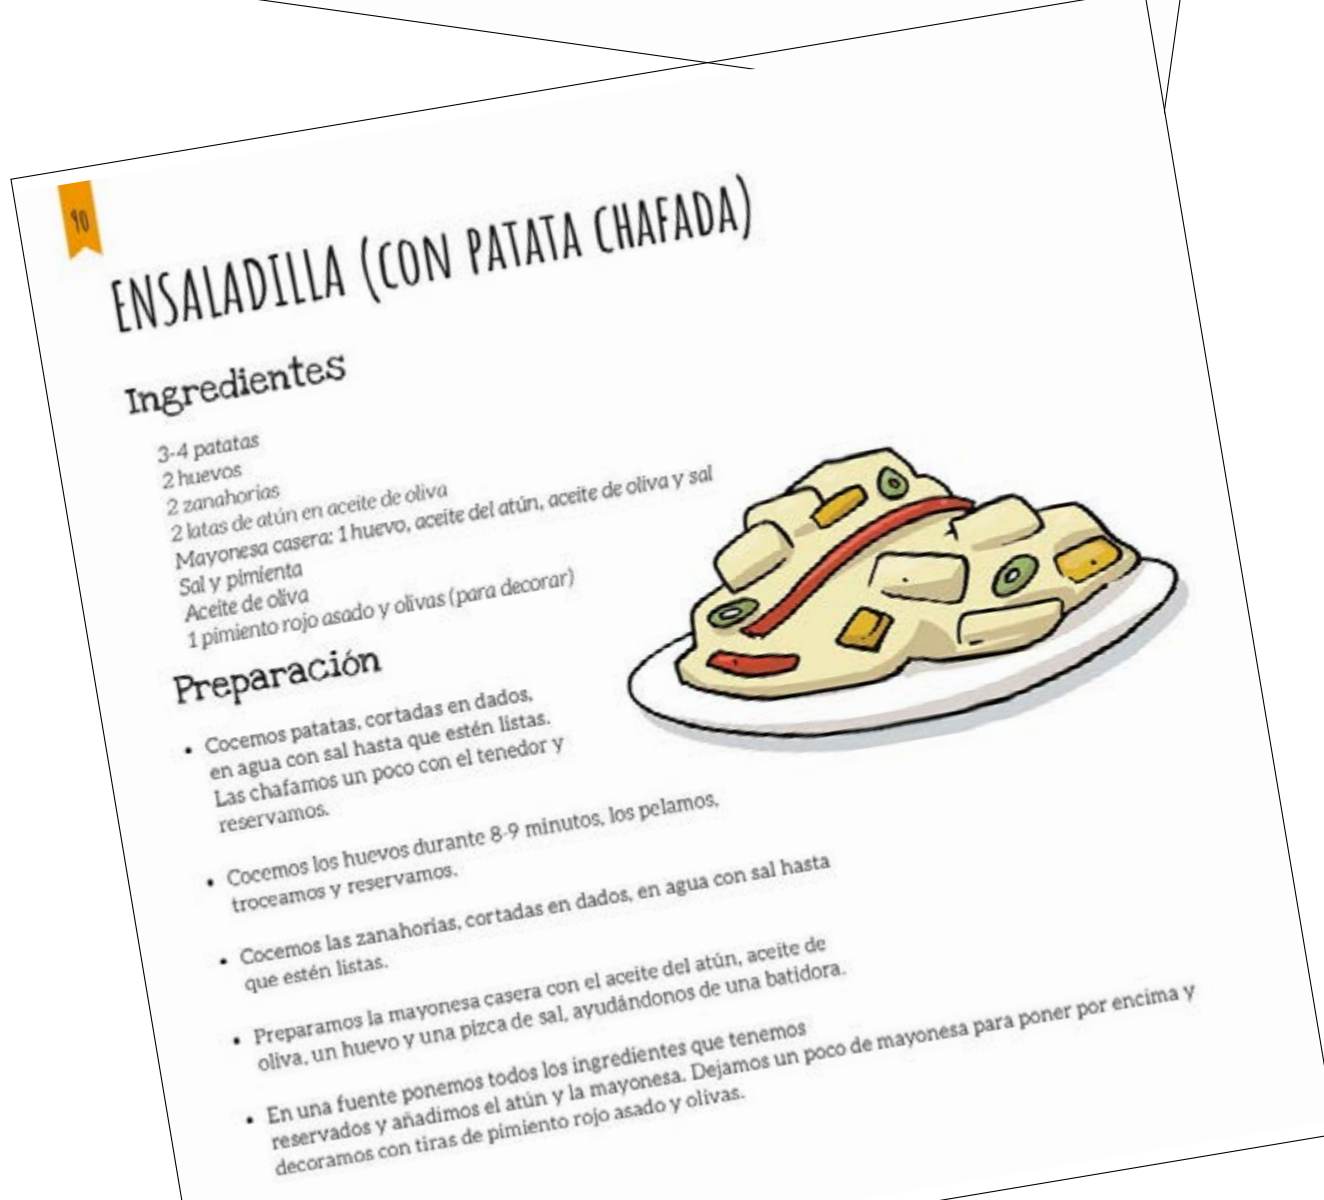 90
ENSALADILLA (CON PATATA CHAFADA)
Ingredientes
3-4 patatas
2 huevos
2 zanahorias
2 latas de atún en aceite de oliva
Mayonesa casera: 1 huevo, aceite del atún, aceite de oliva y sal
Sal y pimienta
Aceite de oliva
1 pimiento rojo asado y olivas (para decorar)
Preparación
• Cocemos patatas, cortadas en dados,
en agua con sal hasta que estén listas.
Las chafamos un poco con el tenedor y
reservamos.
• Cocemos los huevos durante 8-9 minutos, los pelamos,
troceamos y reservamos.
• Cocemos las zanahorias, cortadas en dados, en agua con sal hasta
que estén listas.
• Preparamos la mayonesa casera con el aceite del atún, aceite de
oliva, un huevo y una pizca de sal, ayudándonos de una batidora.
• En una fuente ponemos todos los ingredientes que tenemos
reservados y añadimos el atún y la mayonesa. Dejamos un poco de mayonesa para poner por encima y
decoramos con tiras de pimiento rojo asado y olivas.